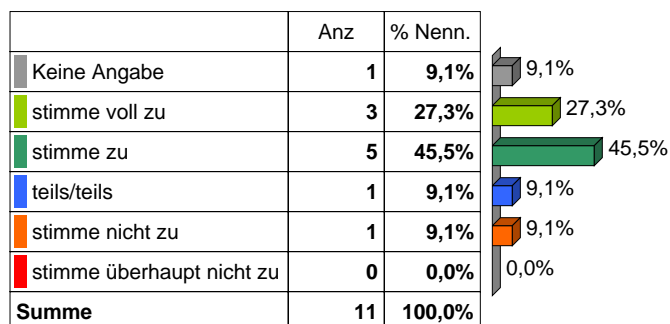 Anz % Nenn.
Keine Angabe 1 9,1% 9,1%
stimme voll zu 3 27,3% 27,3%
stimme zu 5 45,5% 45,5%
teils/teils 1 9,1% 9,1%
stimme nicht zu 1 9,1% 9,1%
stimme überhaupt nicht zu 0 0,0% 0,0%
Summe 11 100,0%